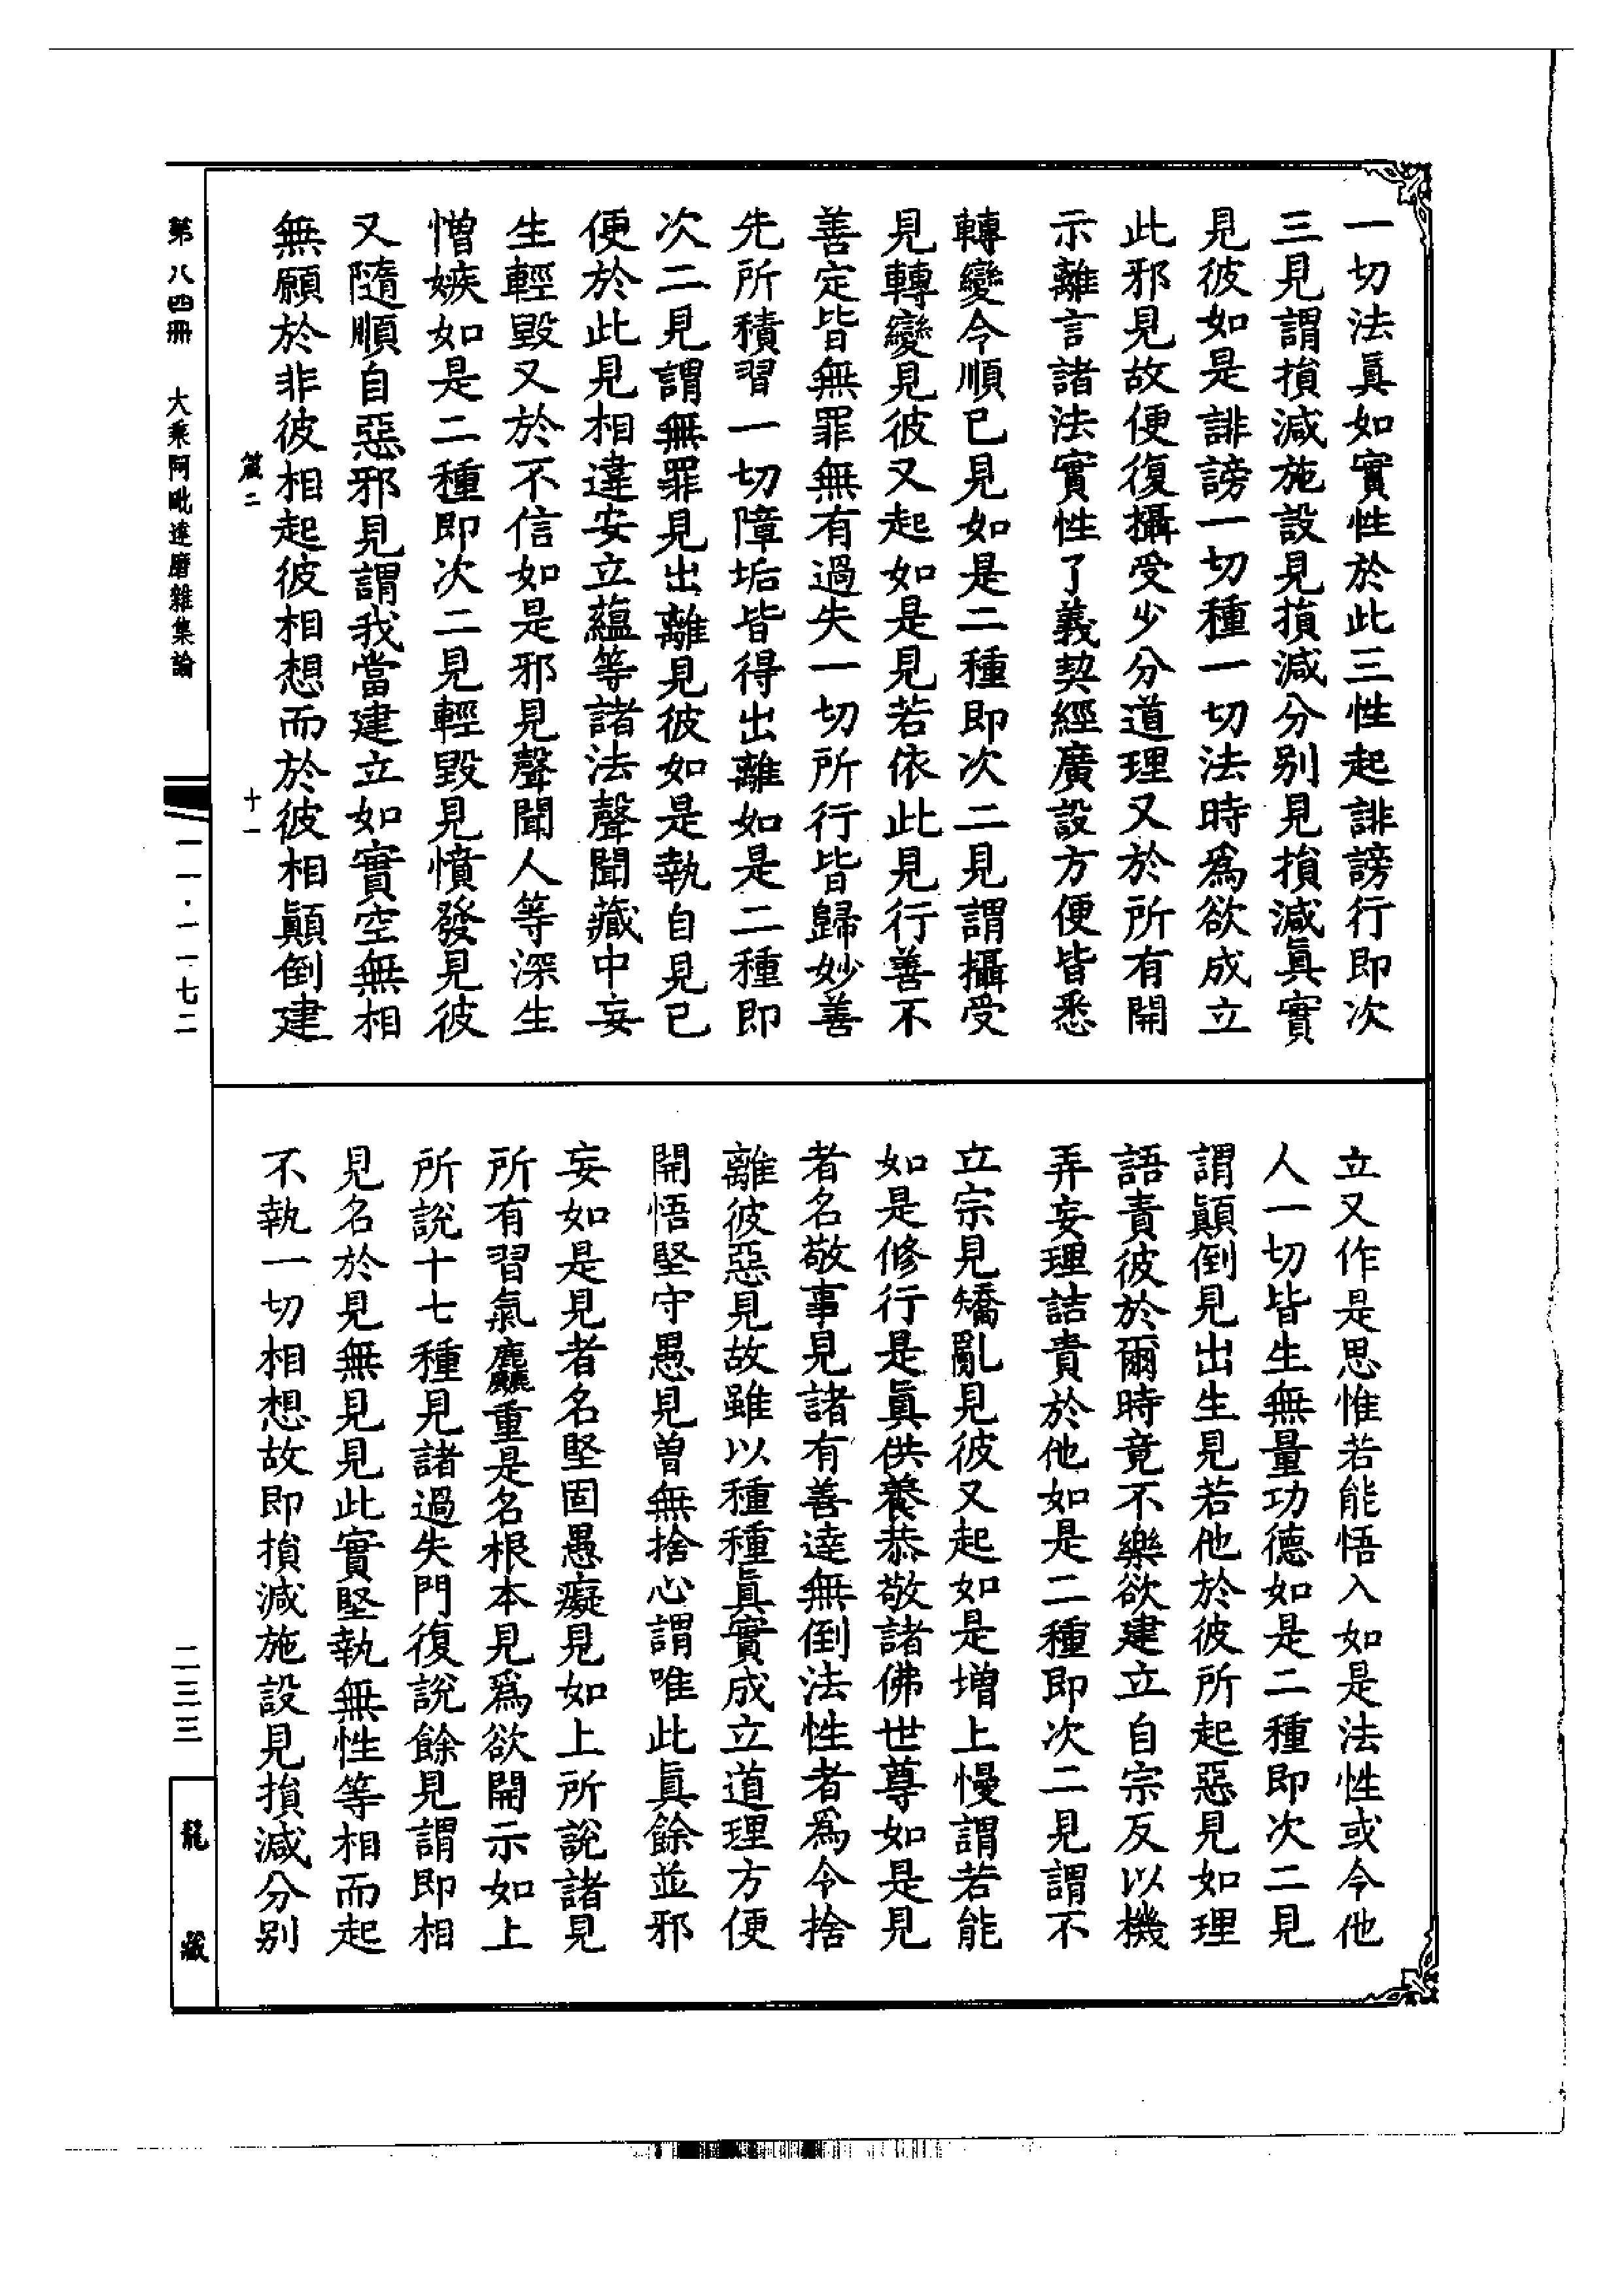 一切法真如實性於此三性起誹謗行即次
三見謂損減施設見損減分别見損減真實
見彼如是誹謗一切種一切法時爲欲成立
此邪見故便復攝受少分道理又於所有開
示離言諸法實性了義契經廣設方便皆悉
轉變令順已見如是二種即次二見謂攝受
見轉變見彼又起如是見若依此見行善不
善定皆無罪無有過失一切所行皆歸妙善
先所積習一切障垢皆得出離如是二種即
次二見謂無罪見出離見彼如是執自見已
便於此見相違安立藴等諸法聲聞藏中妄
生輕毀又於不信如是邪見聲聞人等深生
憎嫉如是二種即次二見輕毀見憤發見彼
又隨順自惡邪見謂我當建立如實空無相
無願於非彼相起彼相想而於彼相顛倒建
立又作是思惟若能悟入如是法性或令他
人一切皆生無量功德如是二種即次二見
謂顛倒見出生見若他於彼所起惡見如理
語責彼於爾時竟不樂欲建立自宗反以機
弄妄理詰責於他如是二種即次二見謂不
立宗見矯亂見彼又起如是增上慢謂若能
如是修行是真供養恭敬諸佛世尊如是見
者名敬事見諸有善達無倒法性者爲令捨
離彼惡見故雖以種種真實成立道理方便
開悟堅守愚見曾無捨心謂唯此真餘並邪
妄如是見者名堅固愚癡見如上所說諸見
所有習氣麤重是名根本見爲欲開示如上
所說十七種見諸過失門復說餘見謂即相
見名於見無見見此實堅執無性等相而起
不執一切相想故即損減施設見損減分别
篕二
十一
第八四冊 大乘阿毗達磨雜集論
一一·一一七二
二三三
龍藏